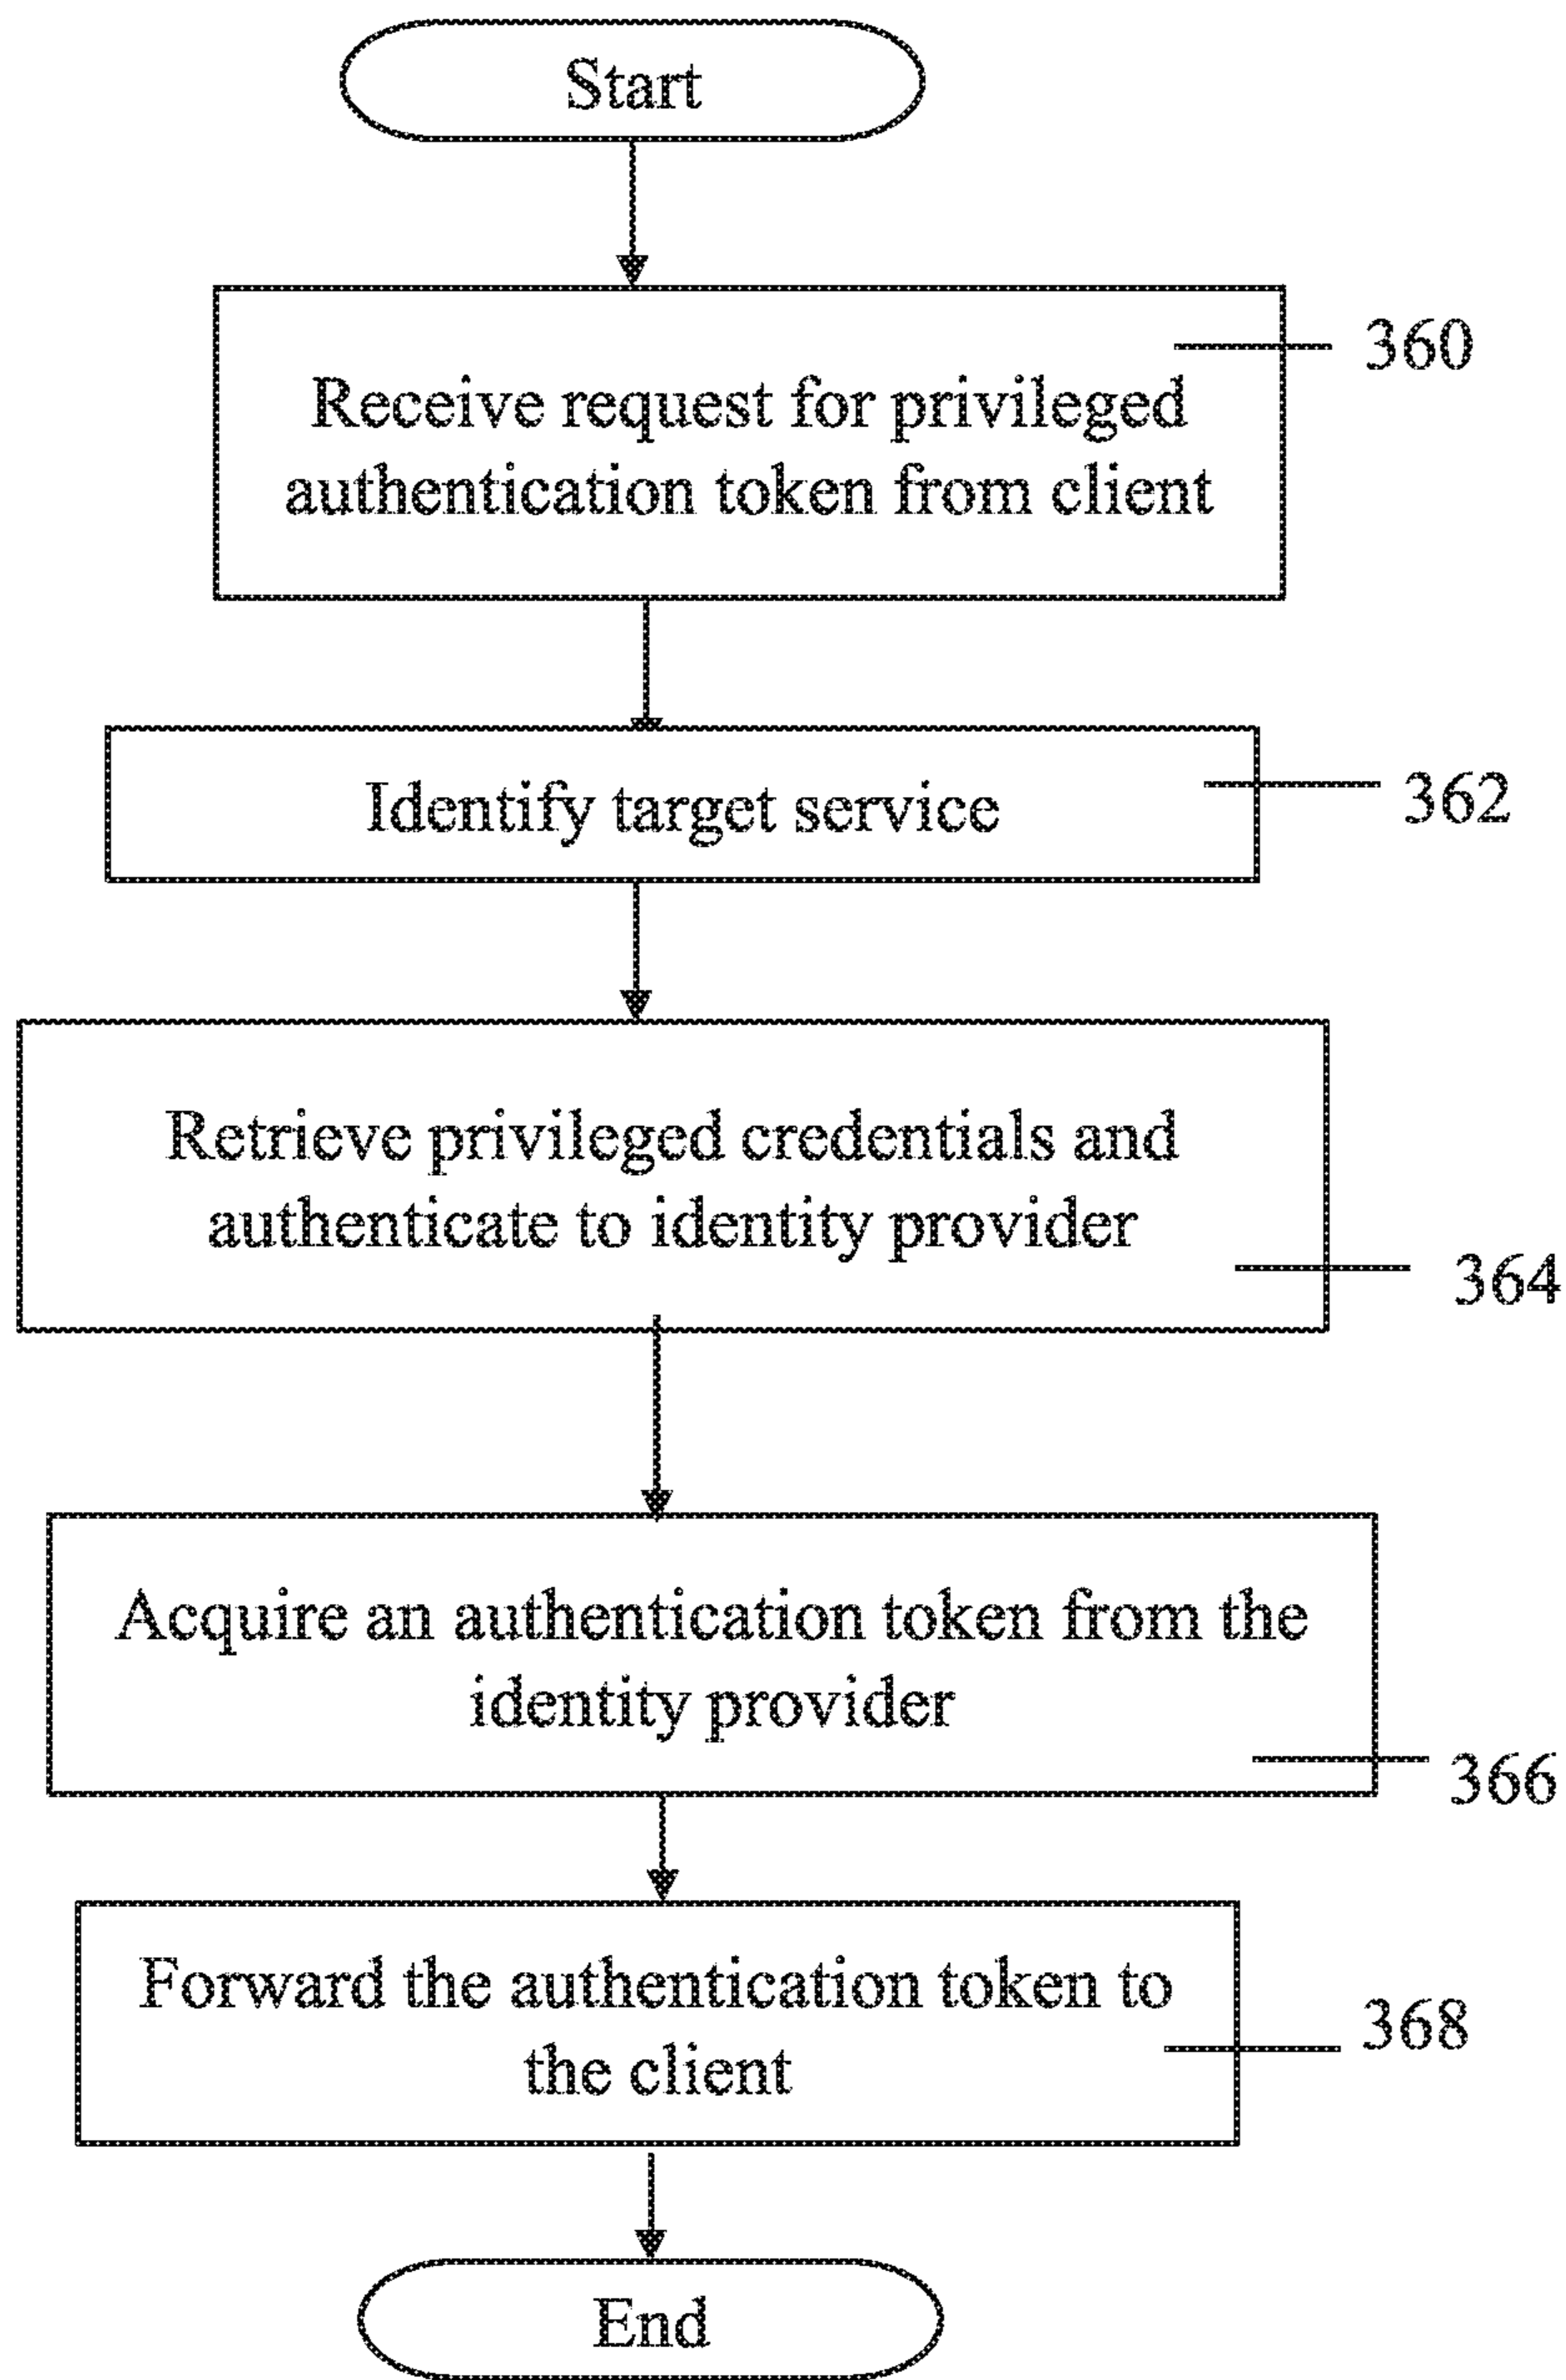 Start
360
Receive request for privileged
authentication token from client
Identify target service
362
Retrieve privileged credentials and
authenticate to identity provider
364
Acquire an authentication token from the
identity provider
366
Forward the authentication token to
the client
368
End